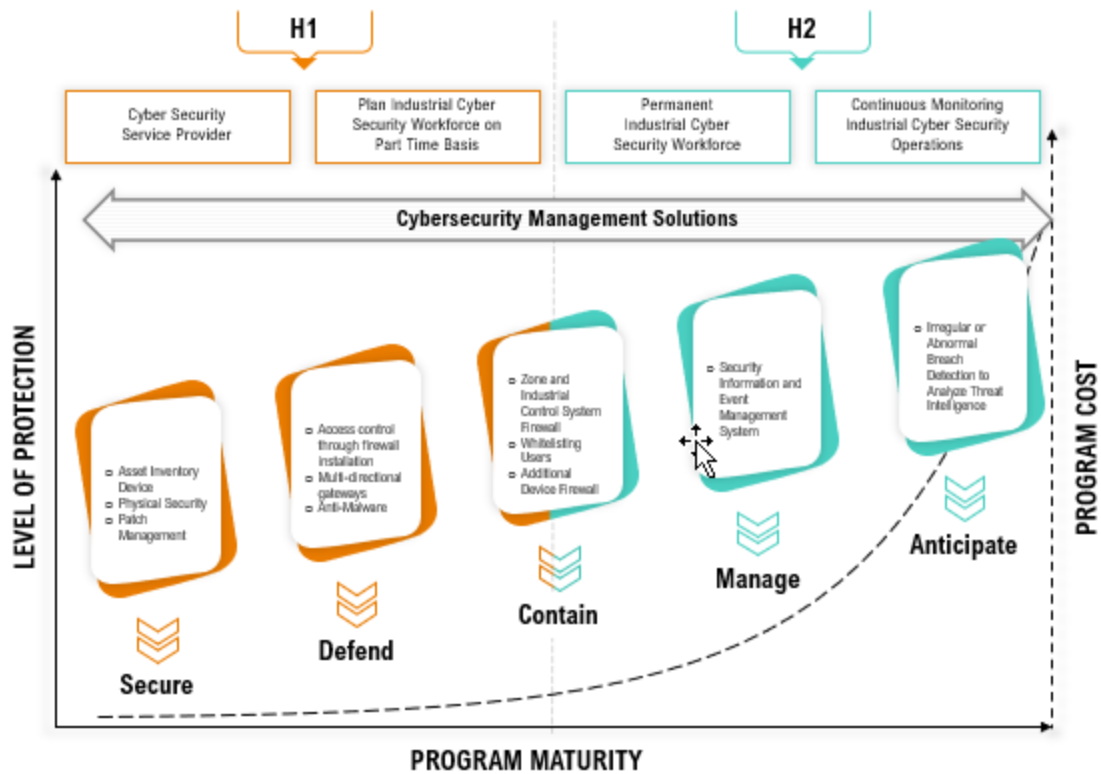 H1
H2
Cyber Security
Service Provider
Plan Industrial Cyber
Security Workforce on
Part Time Basis
Permanent
Industrial Cyber
Security Workforce
Continuous Monitoring
Industrial Cyber Security
Operations
Cybersecurity Management Solutions
LEVEL OF PROTECTION
Asset Inventory
Device
Physical Security
Patch
Management
Secure
Access control
through firewall
installation
Multi-directional
gateways
Anti-Malware
Defend
Zone and
Industrial
Control System
Firewall
Whitelisting
Users
Additional
Device Firewall
Contain
Security
Information and
Event
Management
System
Manage
Irregular or
Abnormal
Breach
Detection to
Analyze Threat
Intelligence
Anticipate
PROGRAM COST
PROGRAM MATURITY